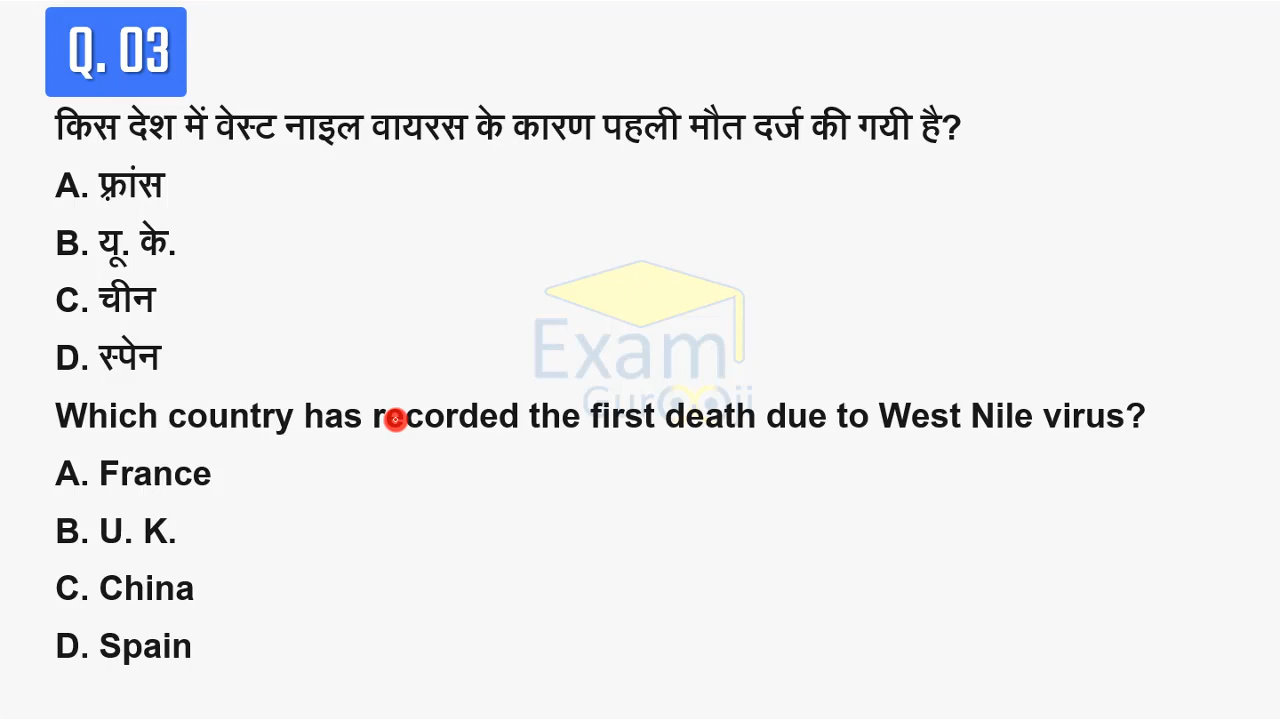 Q. 03
किस देश में वेस्ट नाइल वायरस के कारण पहली मौत दर्ज की गयी है?
A. फ़्रांस
B. यू. के.
C. चीन
D. स्पेन
Exam
Gurooji
Which country has recorded the first death due to West Nile virus?
A. France
B. U. K.
C. China
D. Spain